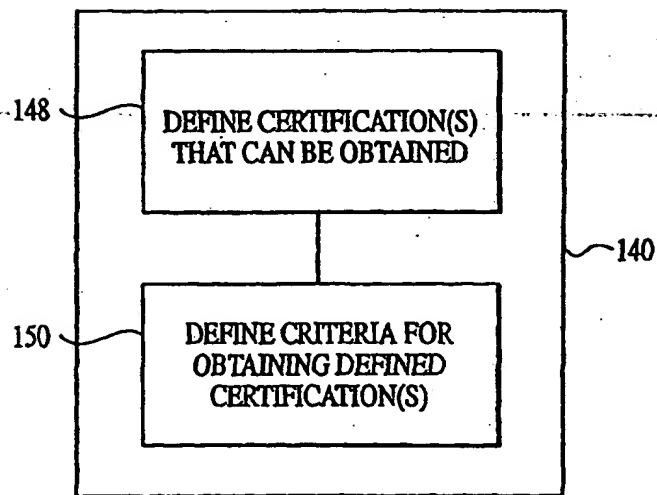 148
DEFINE CERTIFICATION(S)
THAT CAN BE OBTAINED
140
150
DEFINE CRITERIA FOR
OBTAINING DEFINED
CERTIFICATION(S)